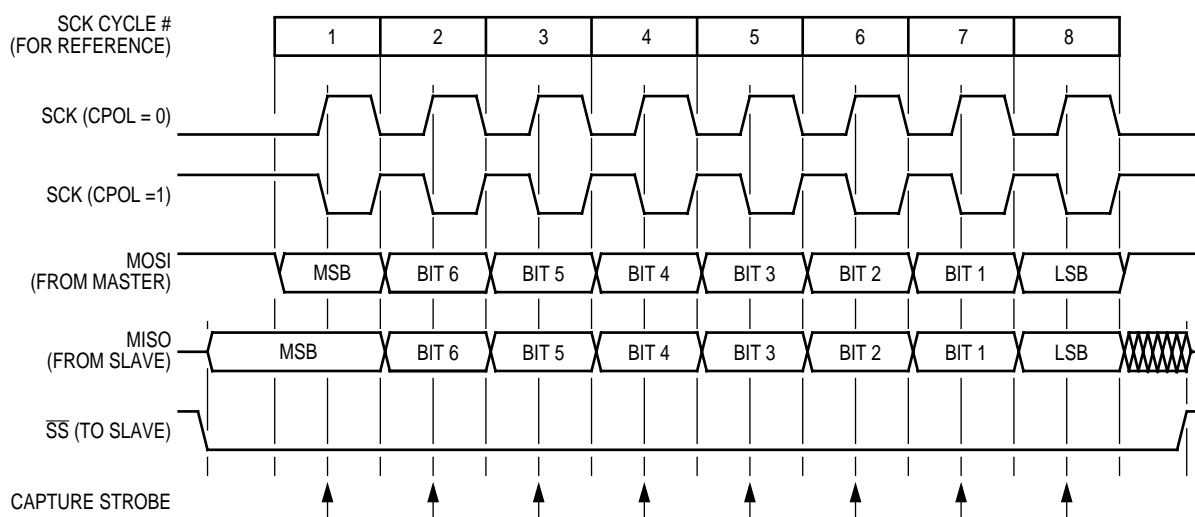 SCK CYCLE #
(FOR REFERENCE)
1 2 3 4 5 6 7 8
SCK (CPOL = 0)
SCK (CPOL =1)
MOSI
(FROM MASTER)
MSB BIT 6 BIT 5 BIT 4 BIT 3 BIT 2 BIT 1 LSB
MISO
(FROM SLAVE)
MSB BIT 6 BIT 5 BIT 4 BIT 3 BIT 2 BIT 1 LSB
S̅S̅ (TO SLAVE)
CAPTURE STROBE